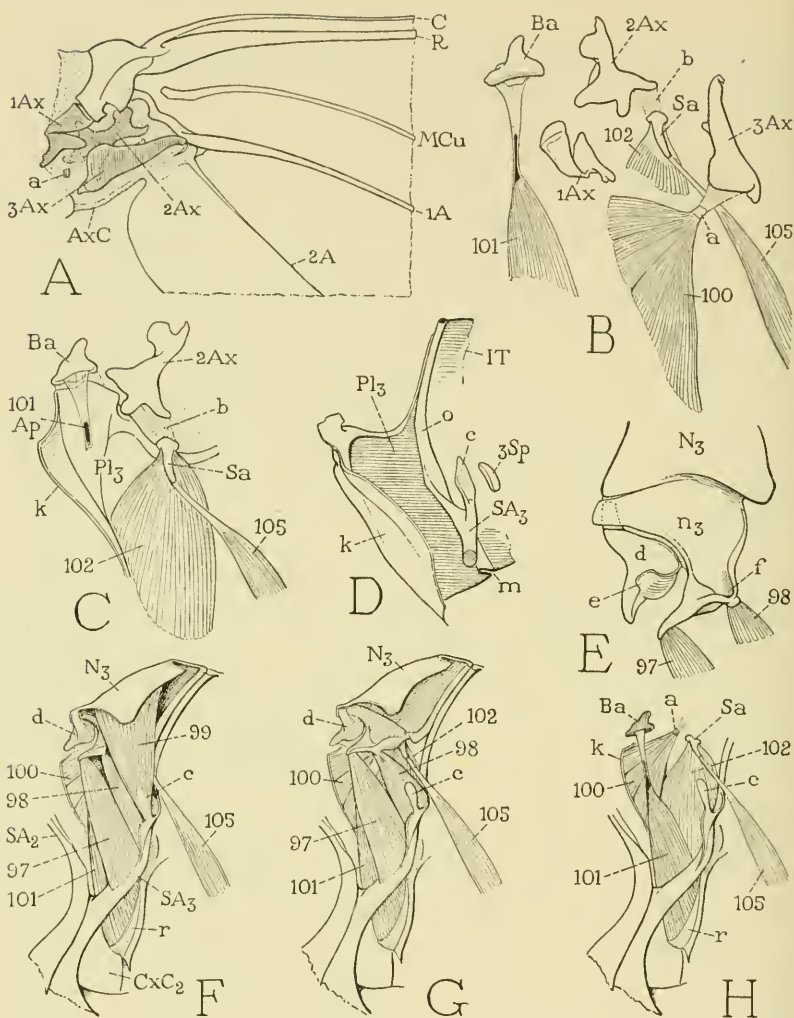 C
R
1Ax
MCu
a
3Ax
2Ax
1A
AxC
2A
A
Ba
2Ax
b
Sa
102
3Ax
1Ax
101
a
105
100
B
Ba
2Ax
101
Ap
b
Pl3
Sa
k
102
105
C
IT
Pl3
o
c
3Sp
SA3
k
m
D
N3
n3
d
e
f
98
97
E
N3
d
99
100
98
c
SA2
105
97
101
SA3
r
CxC2
F
N3
d
102
100
98
c
97
105
101
G
Ba
a
Sa
k
102
100
c
101
105
r
H